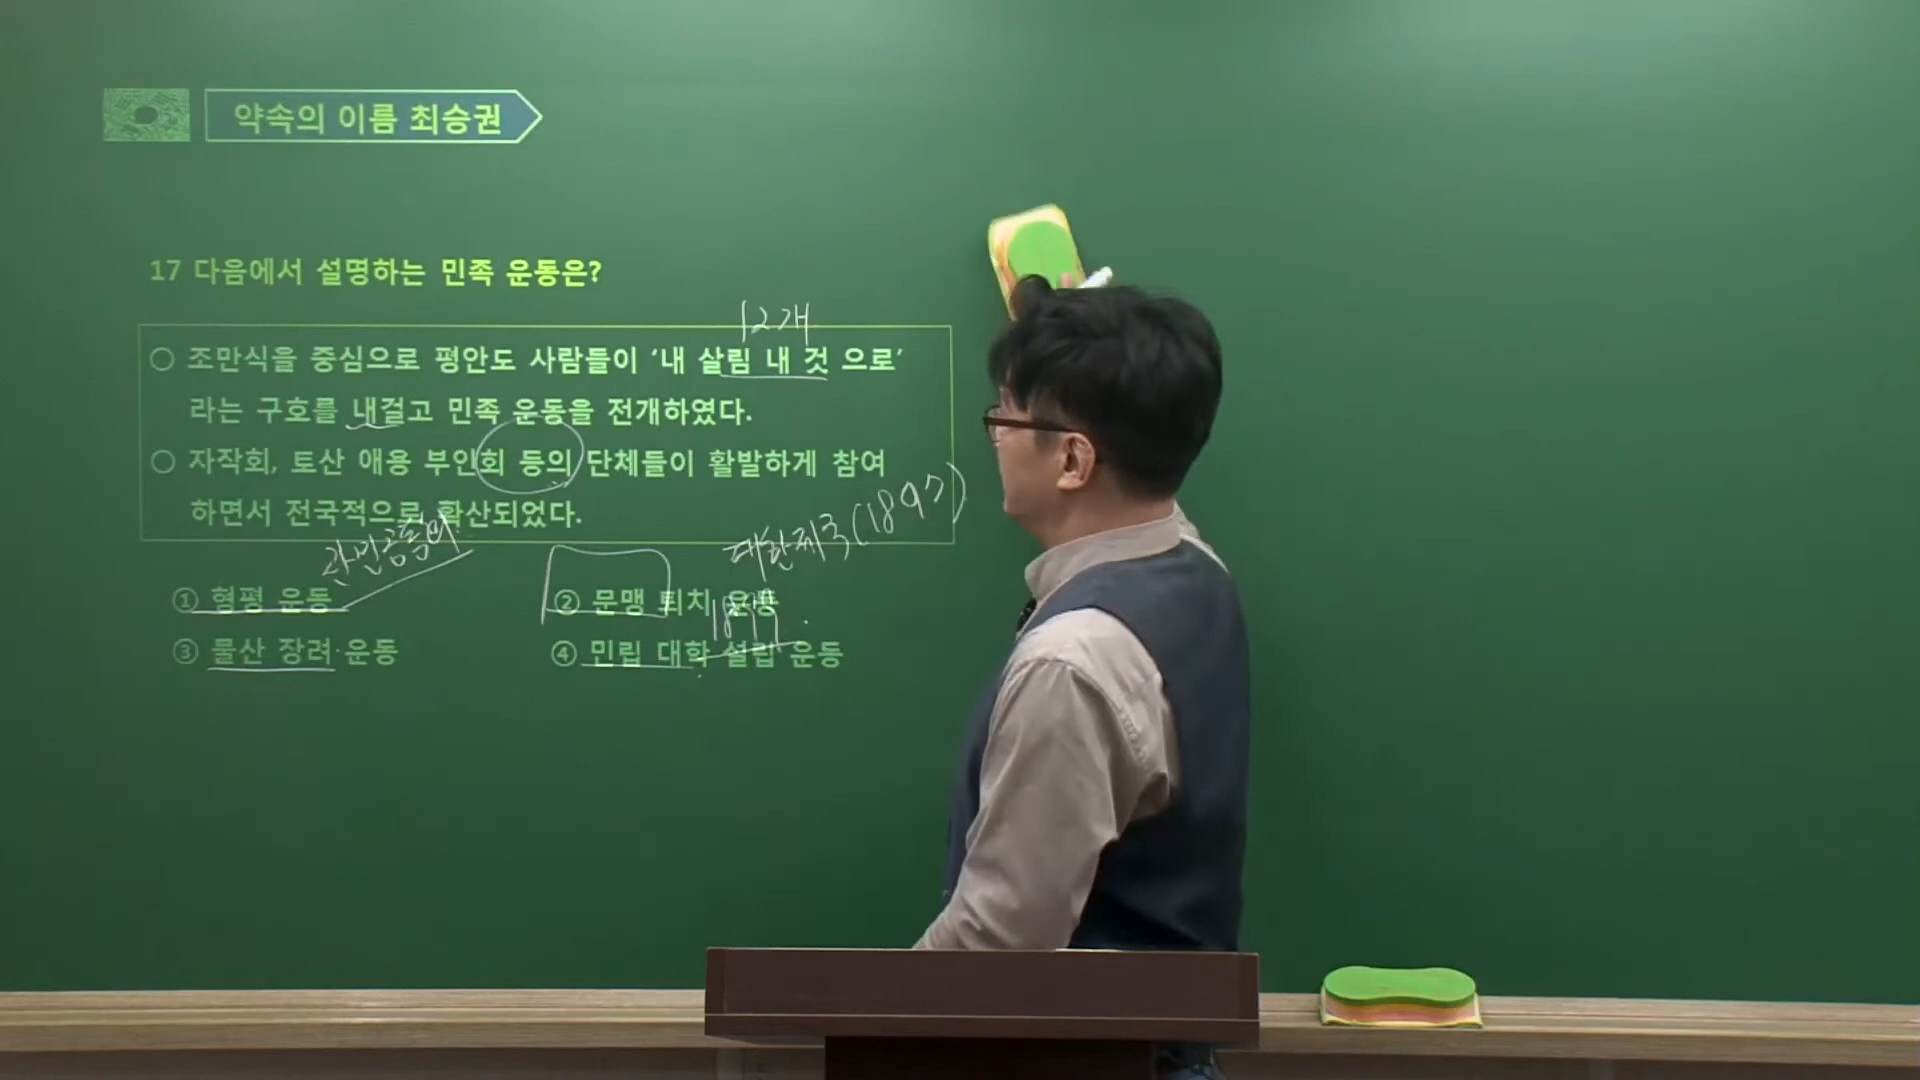 약속의 이름 최승권
17 다음에서 설명하는 민족 운동은?
12개
○ 조만식을 중심으로 평안도 사람들이 ‘내 살림 내 것 으로’
라는 구호를 내걸고 민족 운동을 전개하였다.
○ 자작회, 토산 애용 부인회 등의 단체들이 활발하게 참여
하면서 전국적으로 확산되었다.
관민공동회
대한제국(1897)
① 형평 운동
② 문맹 퇴치 운동
1899.
③ 물산 장려 운동
④ 민립 대학 설립 운동